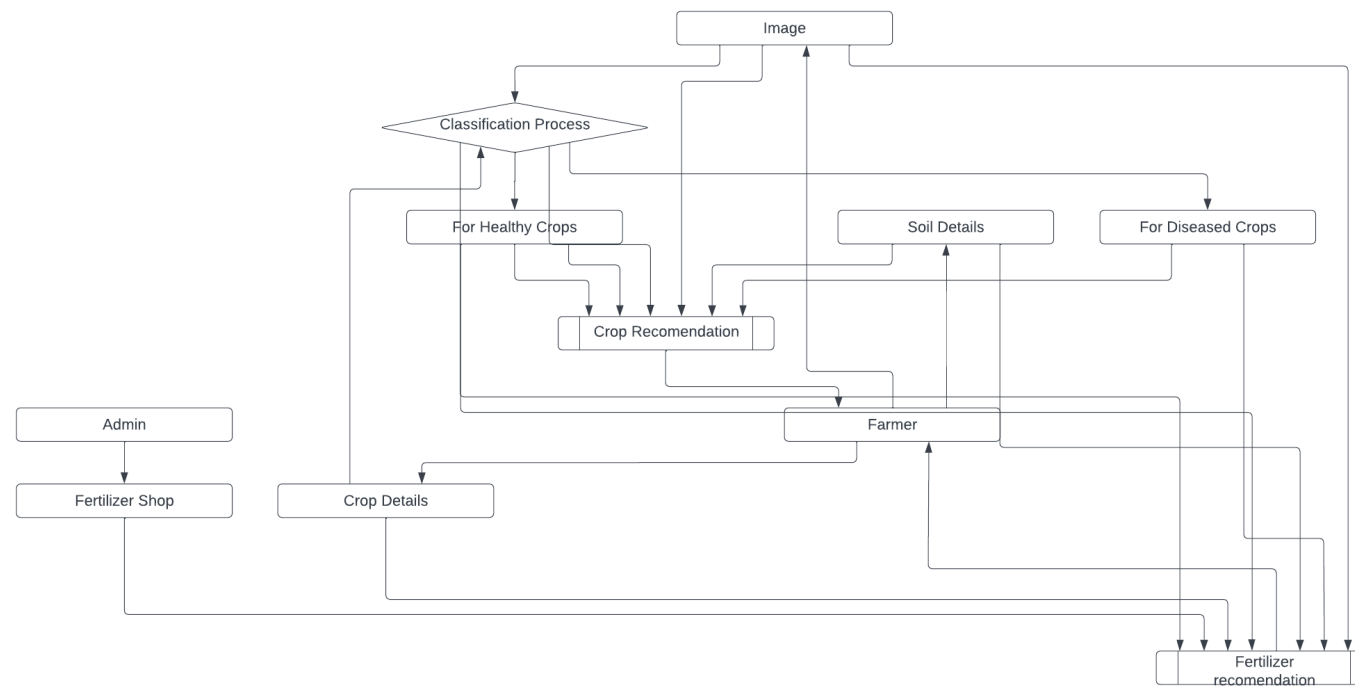 Image
Classification Process
For Healthy Crops
Soil Details
For Diseased Crops
Crop Recomendation
Admin
Farmer
Fertilizer Shop
Crop Details
Fertilizer
recomendation